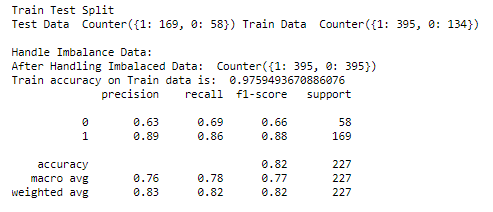 Train Test Split
Test Data  Counter({1: 169, 0: 58}) Train Data  Counter({1: 395, 0: 134})
Handle Imbalance Data:
After Handling Imbalaced Data:  Counter({1: 395, 0: 395})
Train accuracy on Train data is:  0.9759493670886076
precision    recall  f1-score   support
0       0.63      0.69      0.66        58
1       0.89      0.86      0.88       169
accuracy                           0.82       227
macro avg       0.76      0.78      0.77       227
weighted avg       0.83      0.82      0.82       227